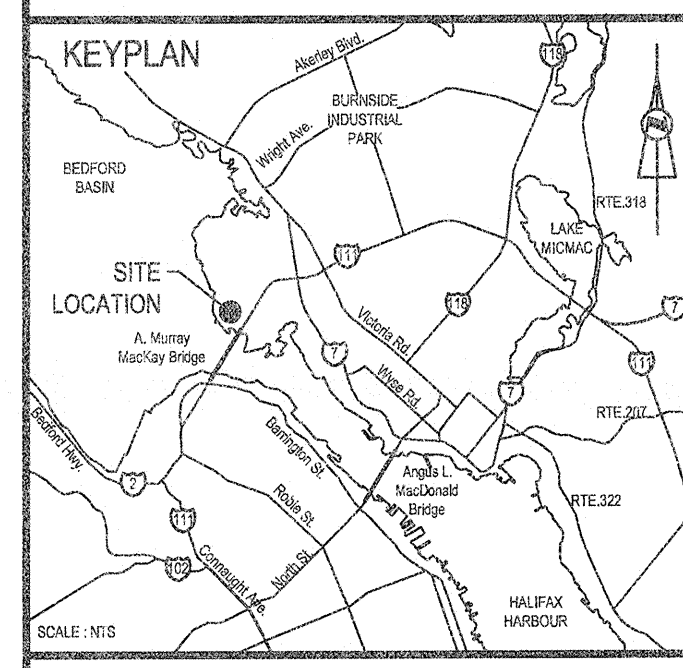 KEYPLAN
Akerley Blvd.
118
BURNSIDE
INDUSTRIAL
PARK
Wright Ave.
BEDFORD
BASIN
RTE.318
LAKE
MICMAC
111
SITE
LOCATION
118
7
Victoria Rd.
A. Murray
MacKay Bridge
7
Wyse Rd.
111
7
Bedford Hwy.
RTE.207
Barrington St.
Angus L.
MacDonald
Bridge
2
Robie St.
RTE.322
111
North St.
102
Connaught Ave.
HALIFAX
HARBOUR
SCALE : NTS